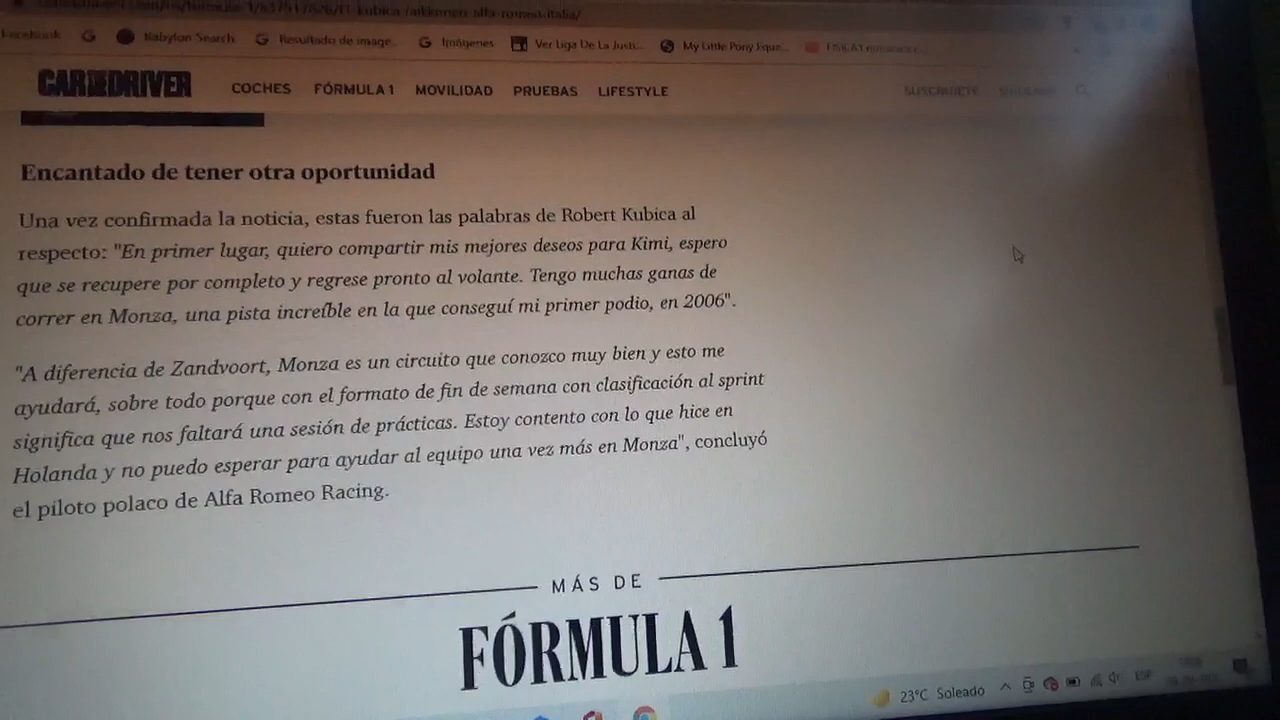 kubica raikkonen-alfa-romeo-italia/
Facebook Babylon Search Resultado de image... Imágenes Ver Liga De La Justi... My Little Pony Eque...
CAR AND DRIVER COCHES FÓRMULA 1 MOVILIDAD PRUEBAS LIFESTYLE SUSCRÍBETE
Encantado de tener otra oportunidad
Una vez confirmada la noticia, estas fueron las palabras de Robert Kubica al
respecto: "En primer lugar, quiero compartir mis mejores deseos para Kimi, espero
que se recupere por completo y regrese pronto al volante. Tengo muchas ganas de
correr en Monza, una pista increíble en la que conseguí mi primer podio, en 2006".
"A diferencia de Zandvoort, Monza es un circuito que conozco muy bien y esto me
ayudará, sobre todo porque con el formato de fin de semana con clasificación al sprint
significa que nos faltará una sesión de prácticas. Estoy contento con lo que hice en
Holanda y no puedo esperar para ayudar al equipo una vez más en Monza", concluyó
el piloto polaco de Alfa Romeo Racing.
MÁS DE
FÓRMULA 1
23°C Soleado ESP